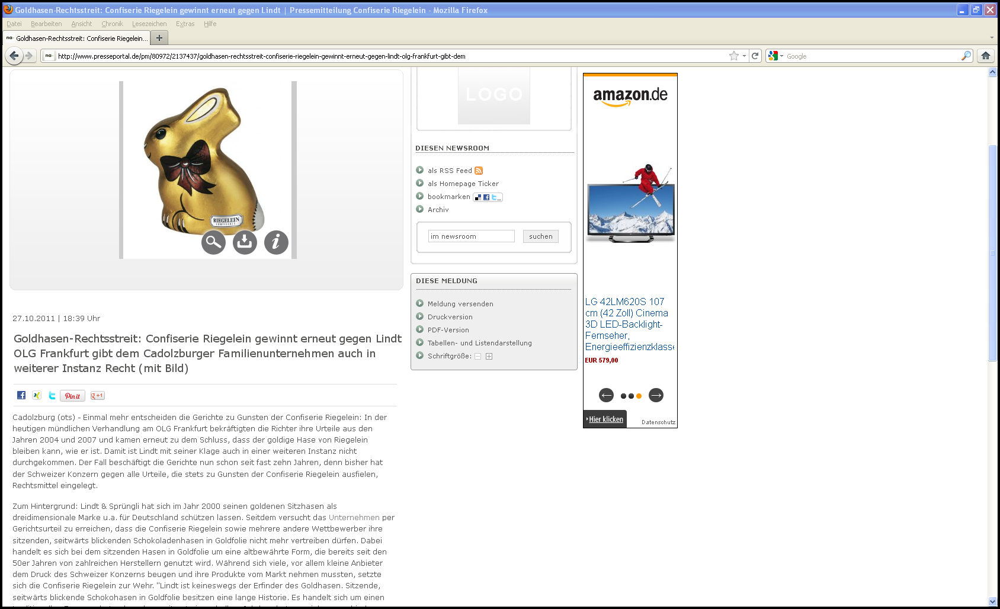 Goldhasen-Rechtsstreit: Confiserie Riegelein gewinnt erneut gegen Lindt | Pressemitteilung Confiserie Riegelein - Mozilla Firefox
Datei Bearbeiten Ansicht Chronik Lesezeichen Extras Hilfe
na· Goldhasen-Rechtsstreit: Confiserie Riegelein...
na· http://www.presseportal.de/pm/80972/2137437/goldhasen-rechtsstreit-confiserie-riegelein-gewinnt-erneut-gegen-lindt-olg-frankfurt-gibt-dem
Google
RIEGELEIN
CONFISERIE
27.10.2011 | 18:39 Uhr
Goldhasen-Rechtsstreit: Confiserie Riegelein gewinnt erneut gegen Lindt
OLG Frankfurt gibt dem Cadolzburger Familienunternehmen auch in
weiterer Instanz Recht (mit Bild)
Pin it
+1
Cadolzburg (ots) - Einmal mehr entscheiden die Gerichte zu Gunsten der Confiserie Riegelein: In der
heutigen mündlichen Verhandlung am OLG Frankfurt bekräftigten die Richter ihre Urteile aus den
Jahren 2004 und 2007 und kamen erneut zu dem Schluss, dass der goldige Hase von Riegelein
bleiben kann, wie er ist. Damit ist Lindt mit seiner Klage auch in einer weiteren Instanz nicht
durchgekommen. Der Fall beschäftigt die Gerichte nun schon seit fast zehn Jahren, denn bisher hat
der Schweizer Konzern gegen alle Urteile, die stets zu Gunsten der Confiserie Riegelein ausfielen,
Rechtsmittel eingelegt.
Zum Hintergrund: Lindt & Sprüngli hat sich im Jahr 2000 seinen goldenen Sitzhasen als
dreidimensionale Marke u.a. für Deutschland schützen lassen. Seitdem versucht das Unternehmen per
Gerichtsurteil zu erreichen, dass die Confiserie Riegelein sowie mehrere andere Wettbewerber ihre
sitzenden, seitwärts blickenden Schokoladenhasen in Goldfolie nicht mehr vertreiben dürfen. Dabei
handelt es sich bei dem sitzenden Hasen in Goldfolie um eine altbewährte Form, die bereits seit den
50er Jahren von zahlreichen Herstellern genutzt wird. Während sich viele, vor allem kleine Anbieter
dem Druck des Schweizer Konzerns beugen und ihre Produkte vom Markt nehmen mussten, setzte
sich die Confiserie Riegelein zur Wehr. "Lindt ist keineswegs der Erfinder des Goldhasen. Sitzende,
seitwärts blickende Schokohasen in Goldfolie besitzen eine lange Historie. Es handelt sich um einen
LOGO
DIESEN NEWSROOM
als RSS Feed
als Homepage Ticker
bookmarken
Archiv
im newsroom suchen
DIESE MELDUNG
Meldung versenden
Druckversion
PDF-Version
Tabellen- und Listendarstellung
Schriftgröße:
amazon.de
LG 42LM620S 107
cm (42 Zoll) Cinema
3D LED-Backlight-
Fernseher,
Energieeffizienzklasse
EUR 579,00
Hier klicken
Datenschutz